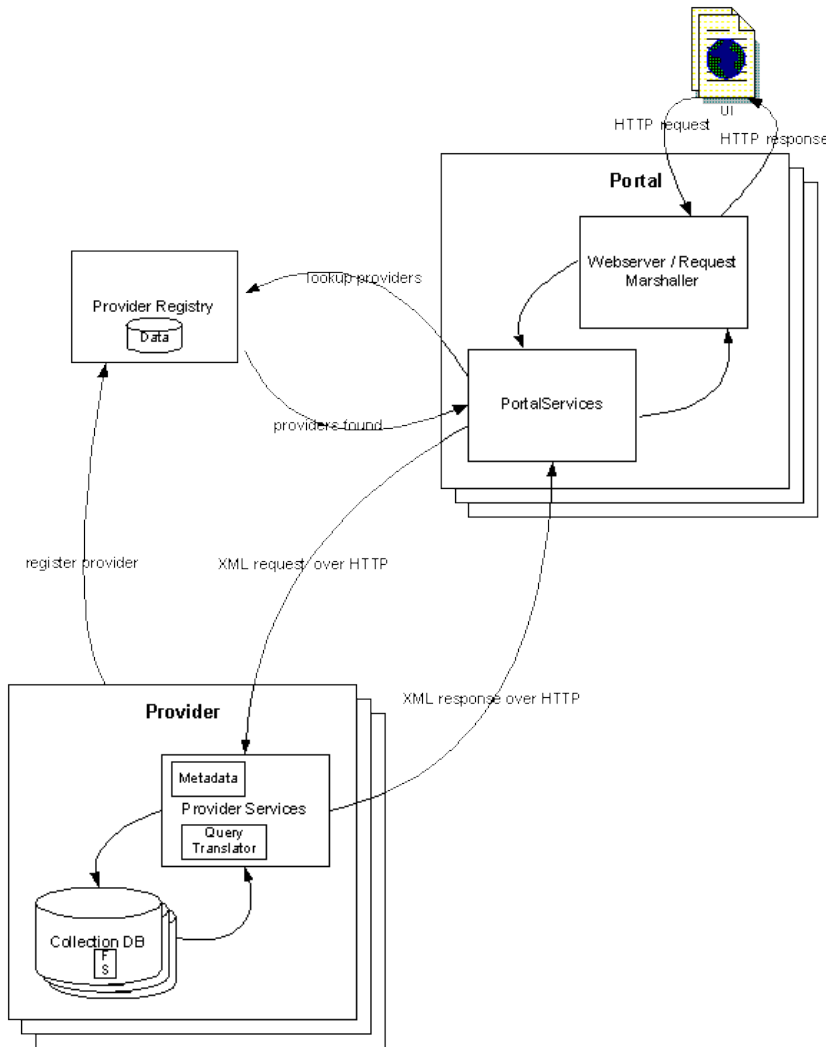 UI
HTTP request
HTTP response
Portal
Webserver / Request
Marshaller
lookup providers
Provider Registry
Data
PortalServices
providers found
register provider
XML request over HTTP
XML response over HTTP
Provider
Metadata
Provider Services
Query
Translator
Collection DB
F
S